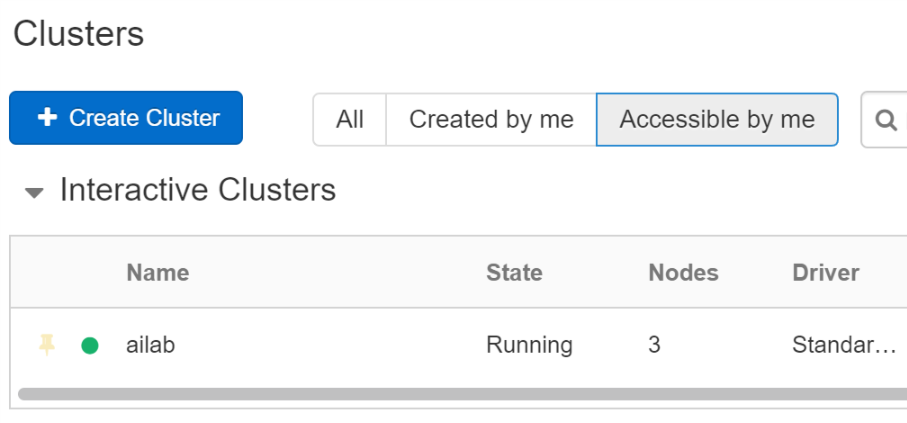 Clusters
Create Cluster
All Created by me Accessible by me
Interactive Clusters
Name State Nodes Driver
ailab Running 3 Standar...